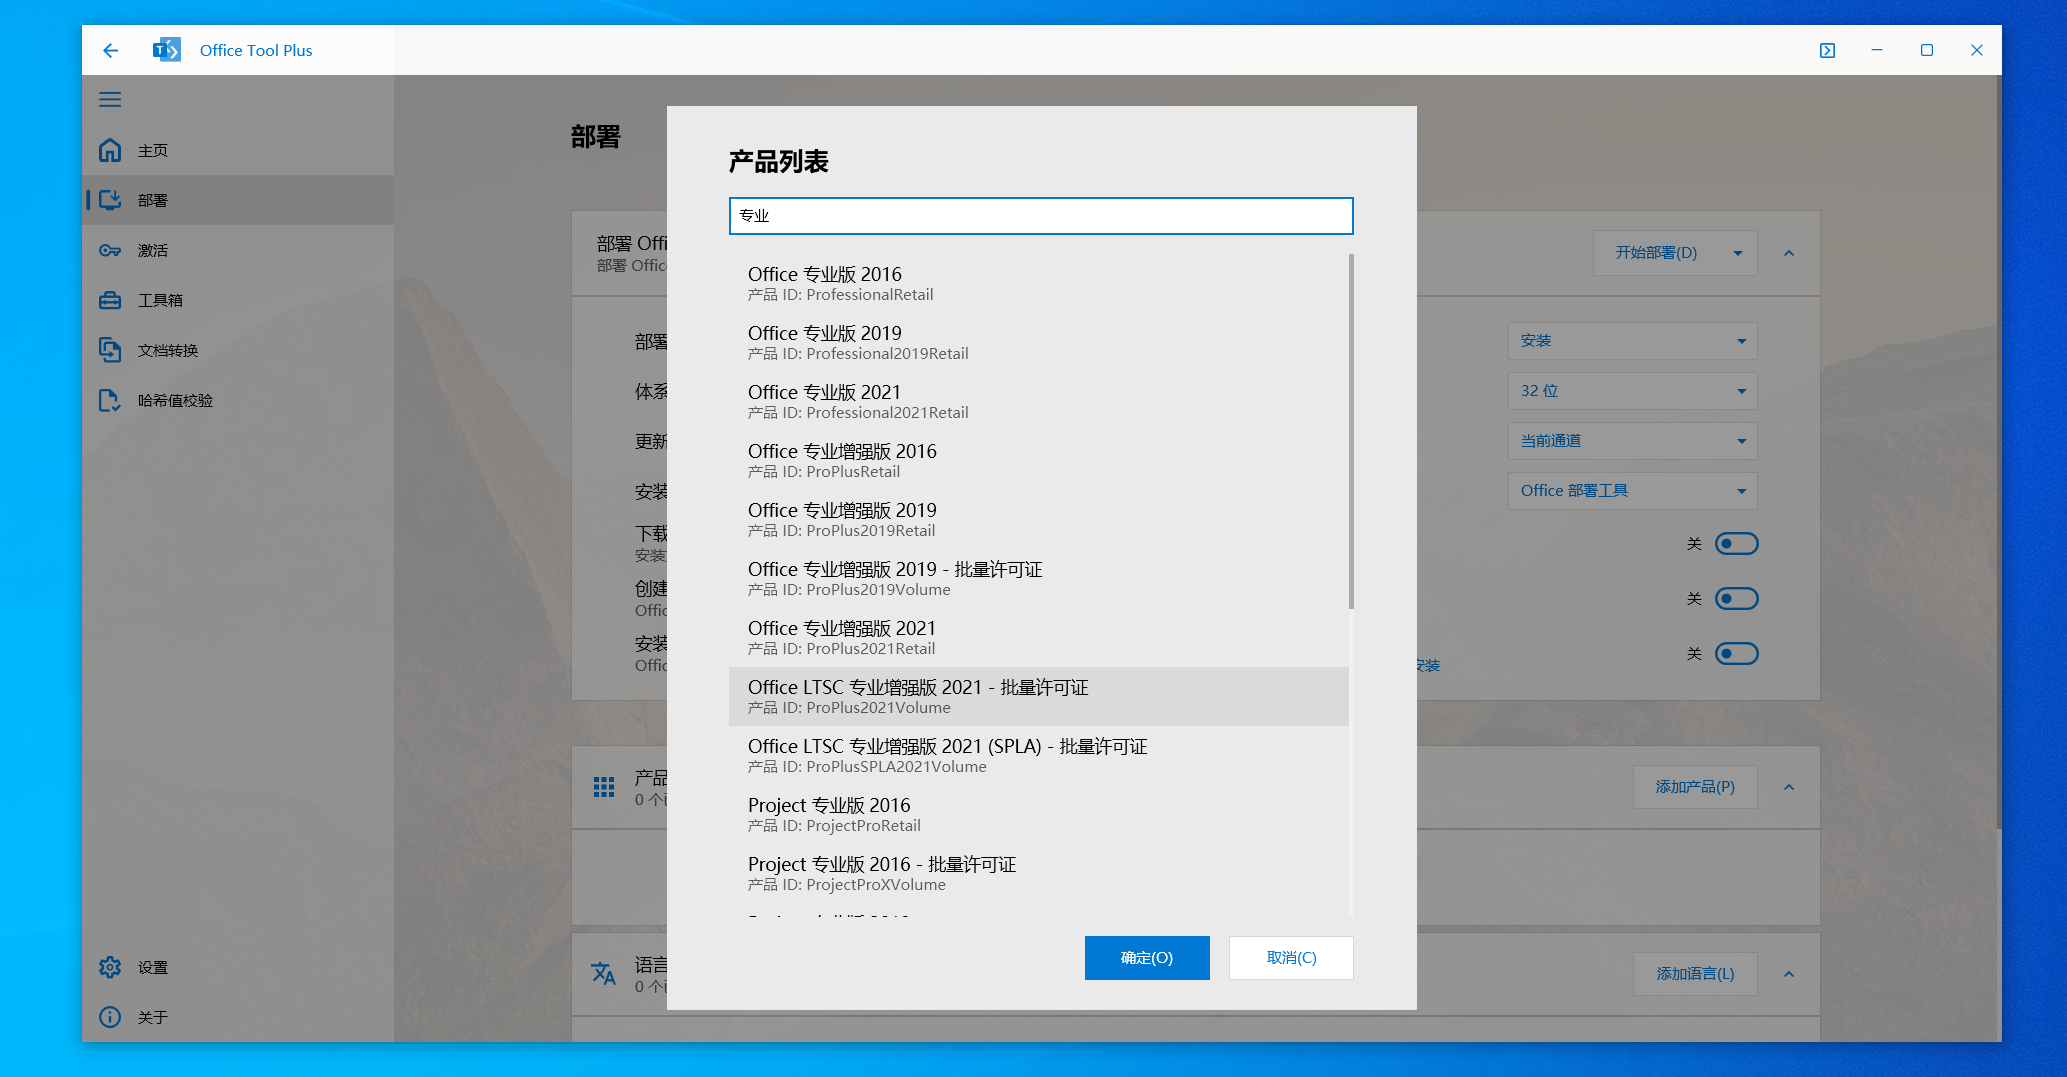 Office Tool Plus
主页
部署
激活
工具箱
文档转换
哈希值校验
设置
关于
部署
部署 Offi
部署 Offic
开始部署(D)
部署
安装
体系
32 位
更新
当前通道
安装
Office 部署工具
下载
安装
关
创建
Offic
关
安装
Offic
安装
关
产品
0 个
添加产品(P)
语言
0 个
添加语言(L)
产品列表
专业
Office 专业版 2016
产品 ID: ProfessionalRetail
Office 专业版 2019
产品 ID: Professional2019Retail
Office 专业版 2021
产品 ID: Professional2021Retail
Office 专业增强版 2016
产品 ID: ProPlusRetail
Office 专业增强版 2019
产品 ID: ProPlus2019Retail
Office 专业增强版 2019 - 批量许可证
产品 ID: ProPlus2019Volume
Office 专业增强版 2021
产品 ID: ProPlus2021Retail
Office LTSC 专业增强版 2021 - 批量许可证
产品 ID: ProPlus2021Volume
Office LTSC 专业增强版 2021 (SPLA) - 批量许可证
产品 ID: ProPlusSPLA2021Volume
Project 专业版 2016
产品 ID: ProjectProRetail
Project 专业版 2016 - 批量许可证
产品 ID: ProjectProXVolume
确定(O)
取消(C)